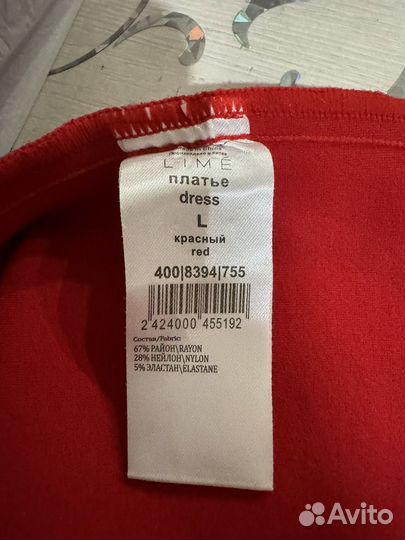 LIMÉ
платье
dress
L
красный
red
400|8394|755
2 424000 455192
Состав/Fabric:
67% РАЙОН\RAYON
28% НЕЙЛОН\NYLON
5% ЭЛАСТАН\ELASTANE
Avito